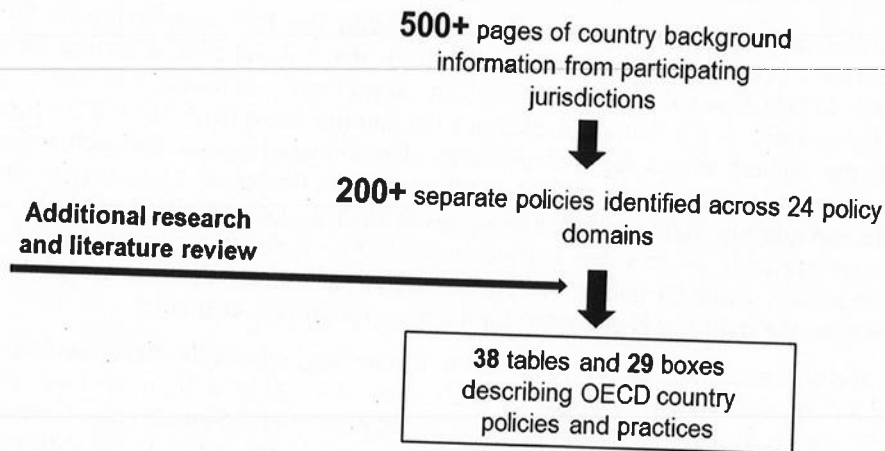 500+ pages of country background
information from participating
jurisdictions
200+ separate policies identified across 24 policy
domains
Additional research
and literature review
38 tables and 29 boxes
describing OECD country
policies and practices